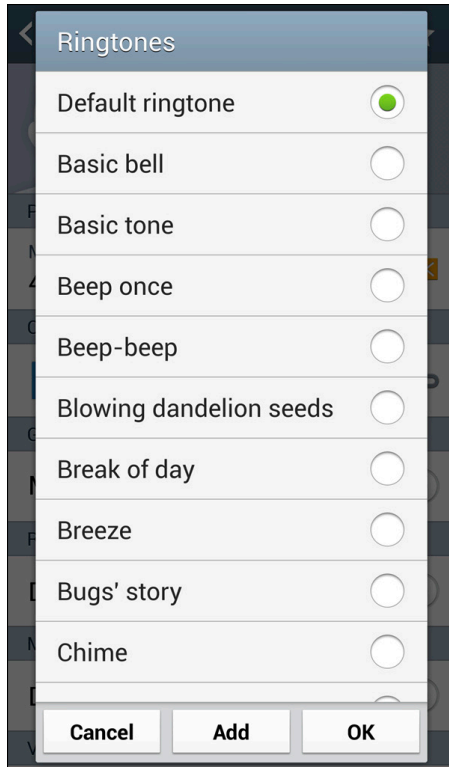 Ringtones
Default ringtone
Basic bell
Basic tone
Beep once
Beep-beep
Blowing dandelion seeds
Break of day
Breeze
Bugs' story
Chime
Cancel Add OK